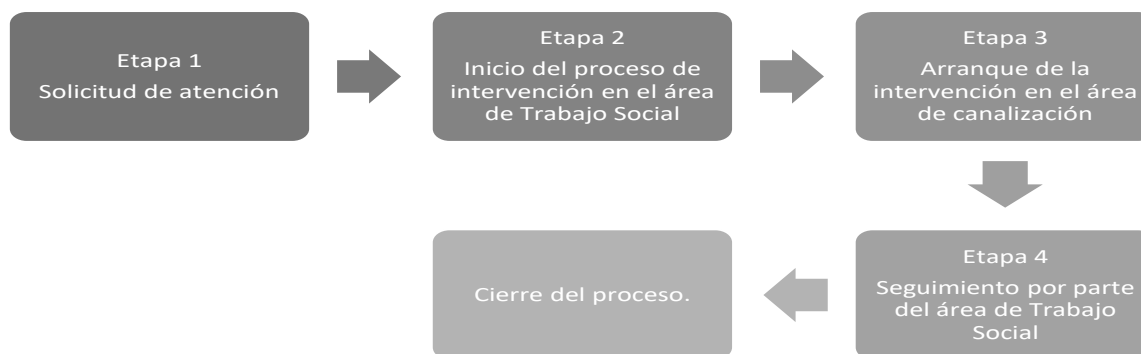 Etapa 1
Solicitud de atención
Etapa 2
Inicio del proceso de
intervención en el área
de Trabajo Social
Etapa 3
Arranque de la
intervención en el área
de canalización
Etapa 4
Seguimiento por parte
del área de Trabajo
Social
Cierre del proceso.